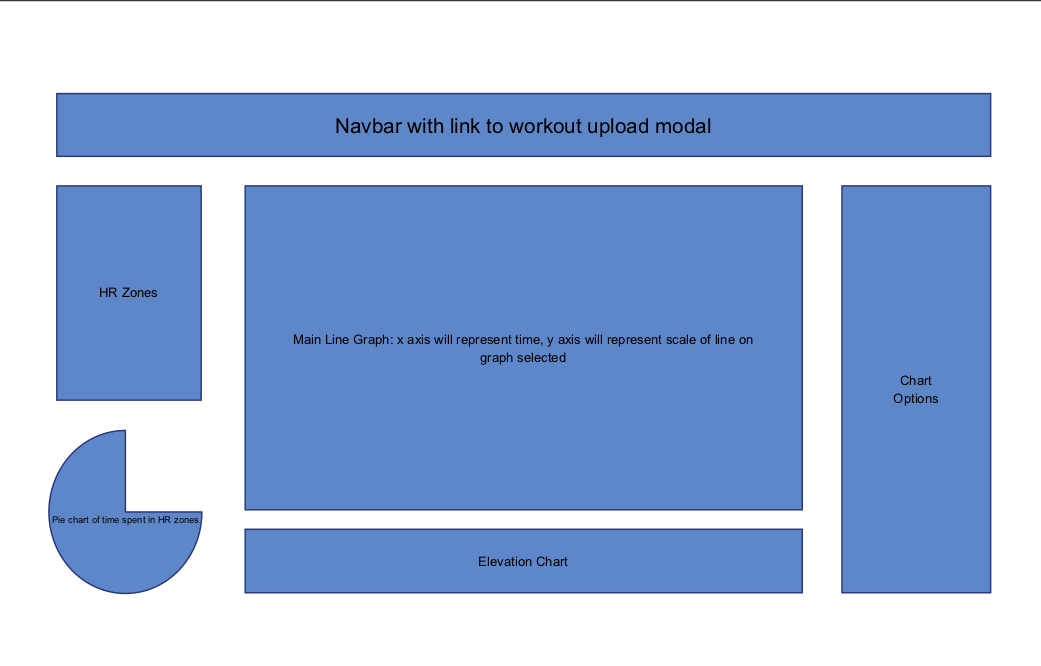 Navbar with link to workout upload modal
HR Zones
Main Line Graph: x axis will represent time, y axis will represent scale of line on
graph selected
Chart
Options
Pie chart of time spent in HR zones
Elevation Chart